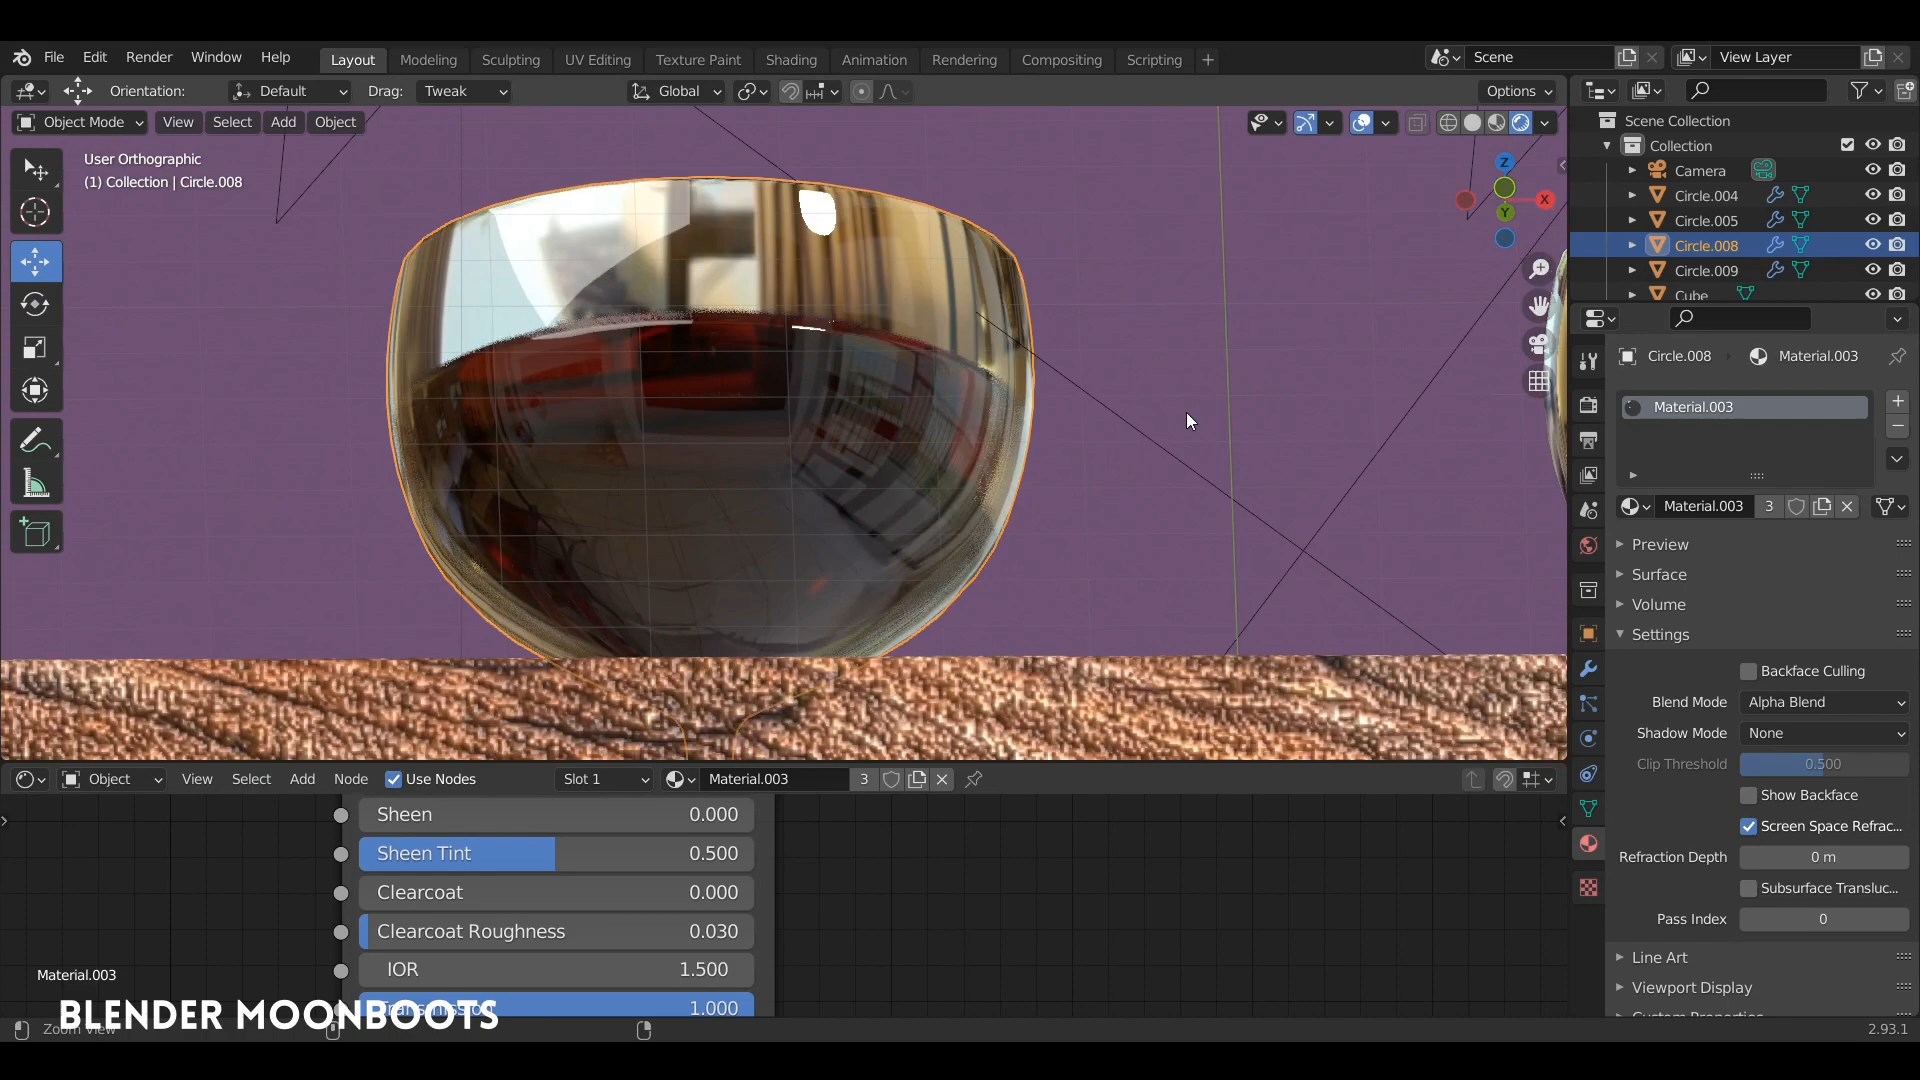 File Edit Render Window Help Layout Modeling Sculpting UV Editing Texture Paint Shading Animation Rendering Compositing Scripting + Scene View Layer
Orientation: Default Drag: Tweak Global Options
Object Mode View Select Add Object
User Orthographic
(1) Collection | Circle.008
Z
X
Y
Scene Collection
Collection
Camera
Circle.004
Circle.005
Circle.008
Circle.009
Cube
Circle.008 Material.003
Material.003
Material.003 3
Preview
Surface
Volume
Settings
Backface Culling
Blend Mode Alpha Blend
Shadow Mode None
Clip Threshold 0.500
Show Backface
Screen Space Refrac...
Refraction Depth 0 m
Subsurface Transluc...
Pass Index 0
Line Art
Viewport Display
Custom Properties
Object View Select Add Node Use Nodes Slot 1 Material.003 3
Sheen 0.000
Sheen Tint 0.500
Clearcoat 0.000
Clearcoat Roughness 0.030
IOR 1.500
Transmission 1.000
Material.003
BLENDER MOONBOOTS
Zoom View
2.93.1